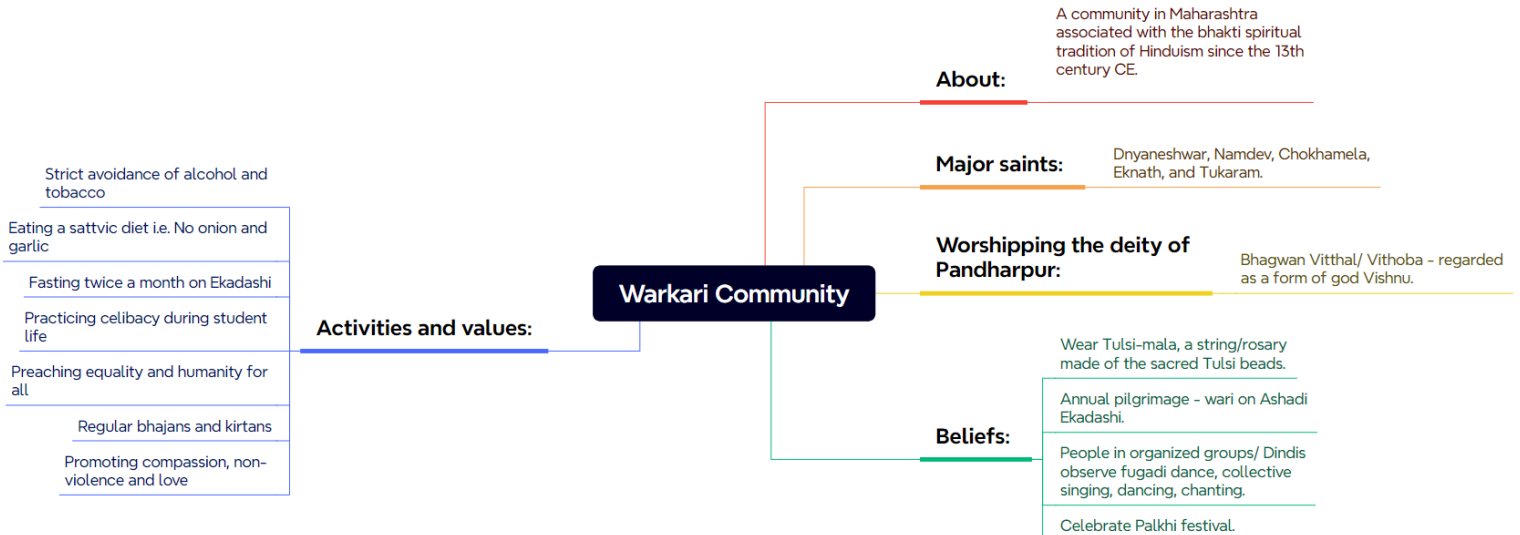 Warkari Community
About:
A community in Maharashtra
associated with the bhakti spiritual
tradition of Hinduism since the 13th
century CE.
Major saints:
Dnyaneshwar, Namdev, Chokhamela,
Eknath, and Tukaram.
Worshipping the deity of
Pandharpur:
Bhagwan Vitthal/ Vithoba - regarded
as a form of god Vishnu.
Beliefs:
Wear Tulsi-mala, a string/rosary
made of the sacred Tulsi beads.
Annual pilgrimage - wari on Ashadi
Ekadashi.
People in organized groups/ Dindis
observe fugadi dance, collective
singing, dancing, chanting.
Celebrate Palkhi festival.
Activities and values:
Strict avoidance of alcohol and
tobacco
Eating a sattvic diet i.e. No onion and
garlic
Fasting twice a month on Ekadashi
Practicing celibacy during student
life
Preaching equality and humanity for
all
Regular bhajans and kirtans
Promoting compassion, non-
violence and love